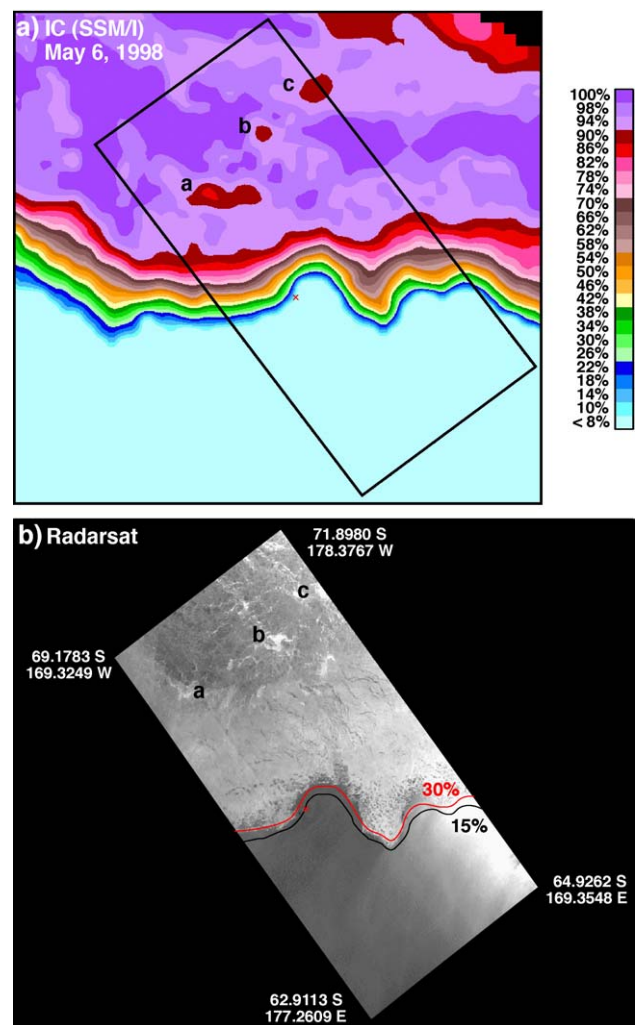 a) IC (SSM/I)
May 6, 1998
c
b
a
100%
98%
94%
90%
86%
82%
78%
74%
70%
66%
62%
58%
54%
50%
46%
42%
38%
34%
30%
26%
22%
18%
14%
10%
< 8%
b) Radarsat
71.8980 S
178.3767 W
c
b
69.1783 S
169.3249 W
a
30%
15%
64.9262 S
169.3548 E
62.9113 S
177.2609 E